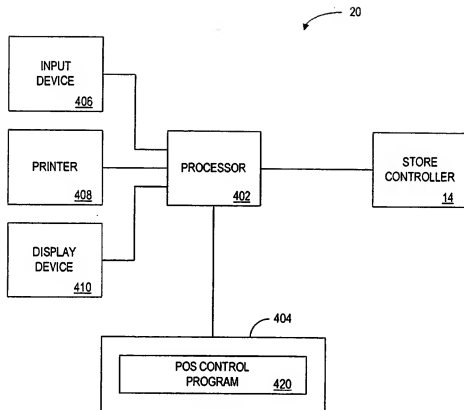 20
INPUT
DEVICE
406
PRINTER
408
DISPLAY
DEVICE
410
PROCESSOR
402
STORE
CONTROLLER
14
404
POS CONTROL
PROGRAM
420